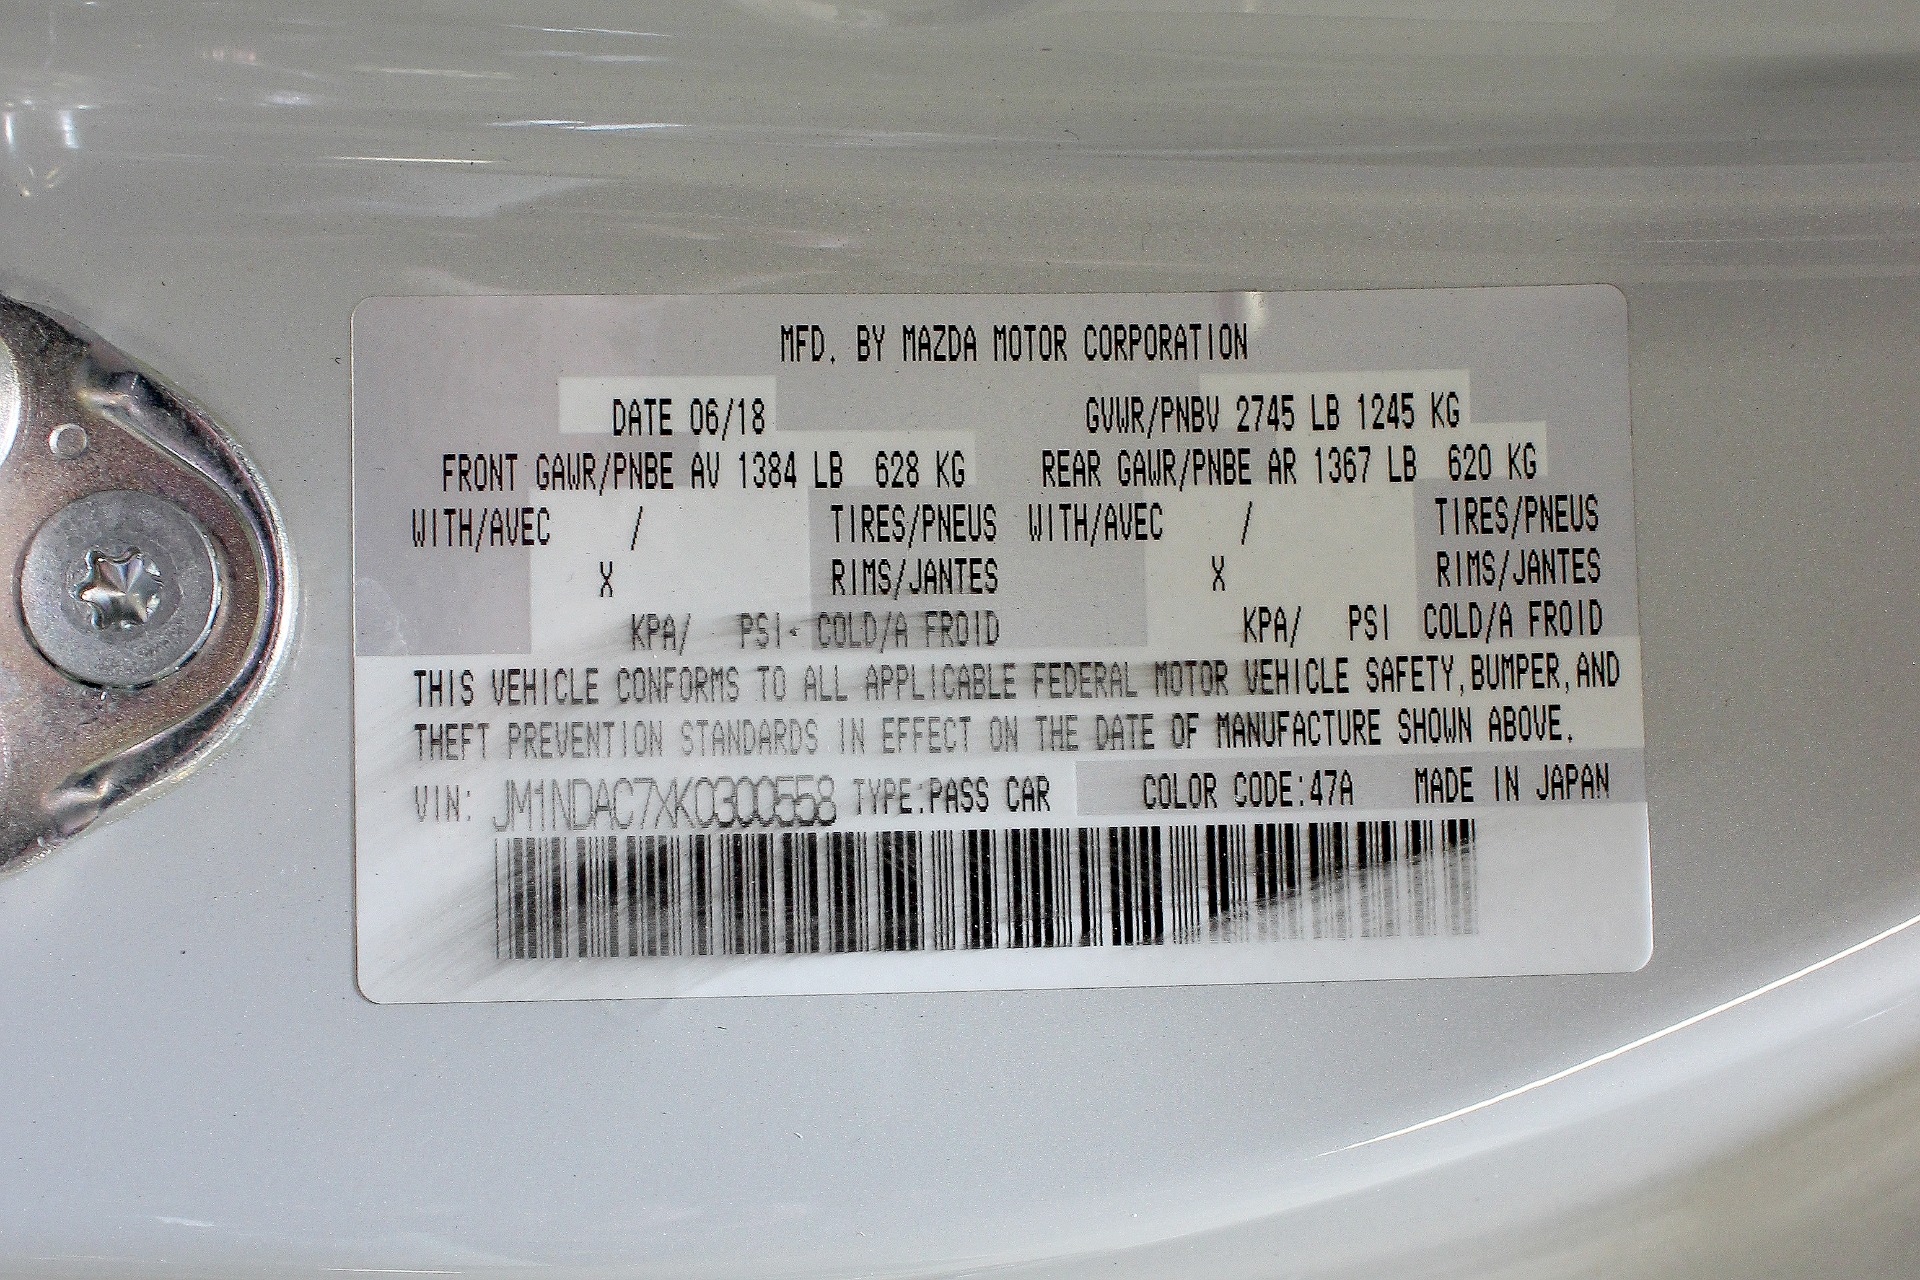 MFD. BY MAZDA MOTOR CORPORATION
DATE 06/18 GVWR/PNBV 2745 LB 1245 KG
FRONT GAWR/PNBE AV 1384 LB 628 KG REAR GAWR/PNBE AR 1367 LB 620 KG
WITH/AVEC / TIRES/PNEUS WITH/AVEC / TIRES/PNEUS
X RIMS/JANTES X RIMS/JANTES
KPA/ PSI COLD/A FROID KPA/ PSI COLD/A FROID
THIS VEHICLE CONFORMS TO ALL APPLICABLE FEDERAL MOTOR VEHICLE SAFETY,BUMPER,AND
THEFT PREVENTION STANDARDS IN EFFECT ON THE DATE OF MANUFACTURE SHOWN ABOVE.
VIN: JM1NDAC7XK0300558 TYPE:PASS CAR COLOR CODE:47A MADE IN JAPAN